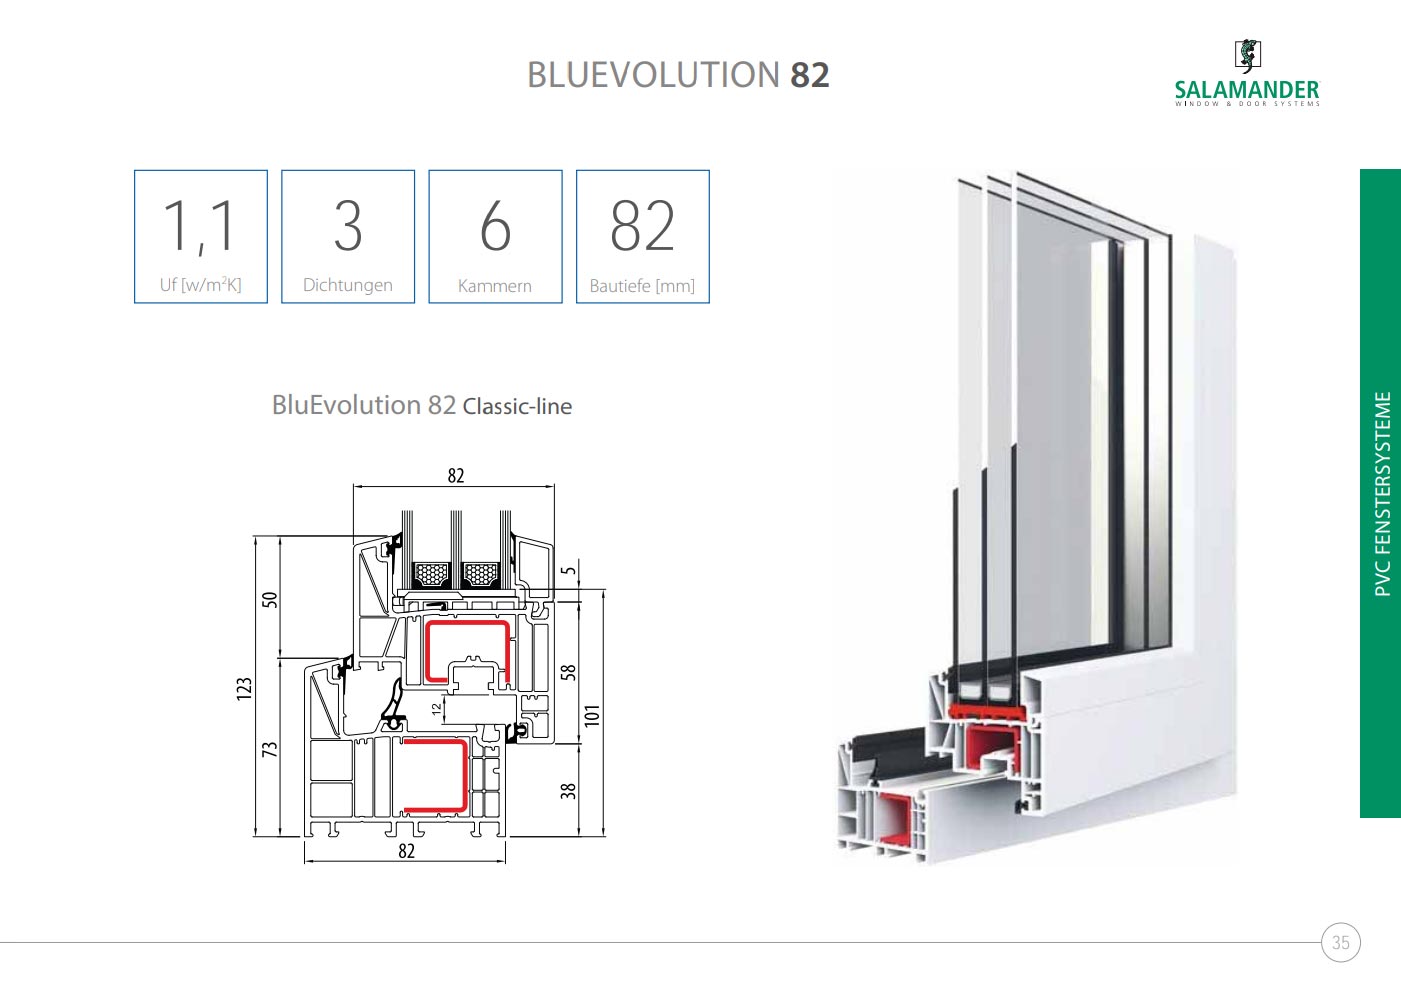 BLUEVOLUTION 82
SALAMANDER
WINDOW & DOOR SYSTEMS
1,1
Uf [w/m²K]
3
Dichtungen
6
Kammern
82
Bautiefe [mm]
BluEvolution 82 Classic-line
82
5
50
58
123
101
12
73
38
82
PVC FENSTERSYSTEME
35